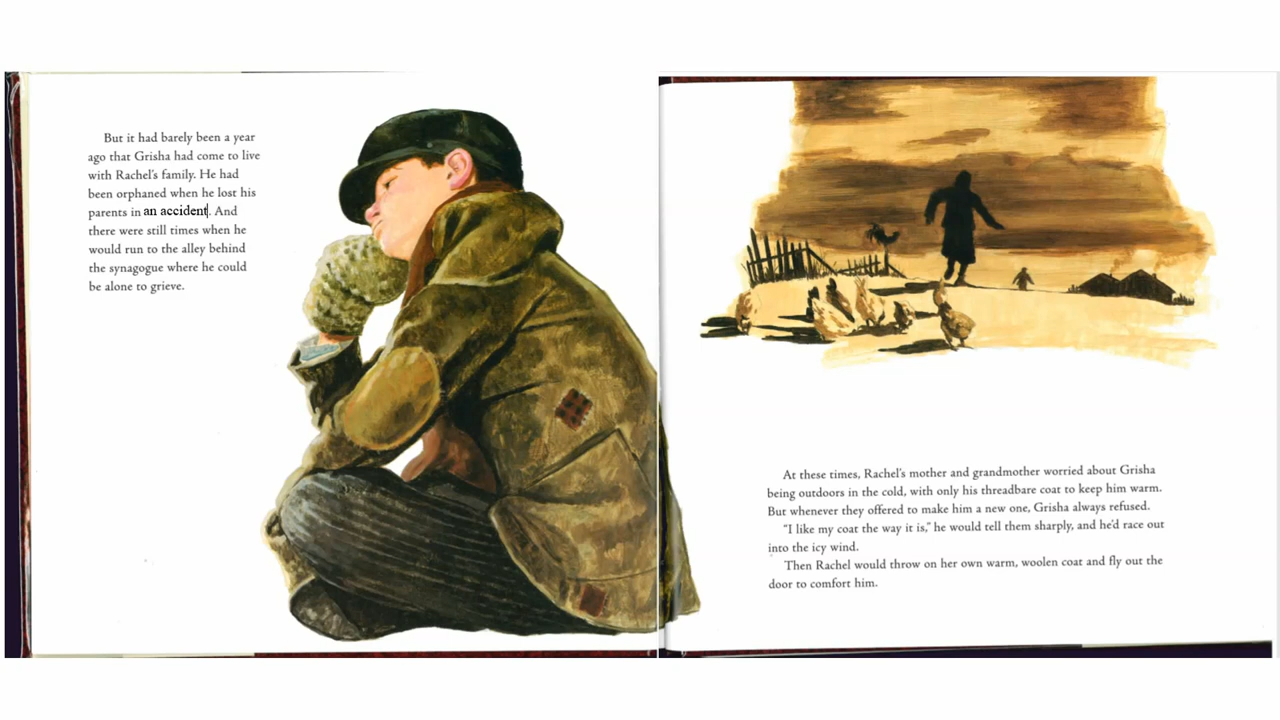 But it had barely been a year
ago that Grisha had come to live
with Rachel's family. He had
been orphaned when he lost his
parents in an accident. And
there were still times when he
would run to the alley behind
the synagogue where he could
be alone to grieve.
At these times, Rachel's mother and grandmother worried about Grisha
being outdoors in the cold, with only his threadbare coat to keep him warm.
But whenever they offered to make him a new one, Grisha always refused.
"I like my coat the way it is," he would tell them sharply, and he'd race out
into the icy wind.
Then Rachel would throw on her own warm, woolen coat and fly out the
door to comfort him.